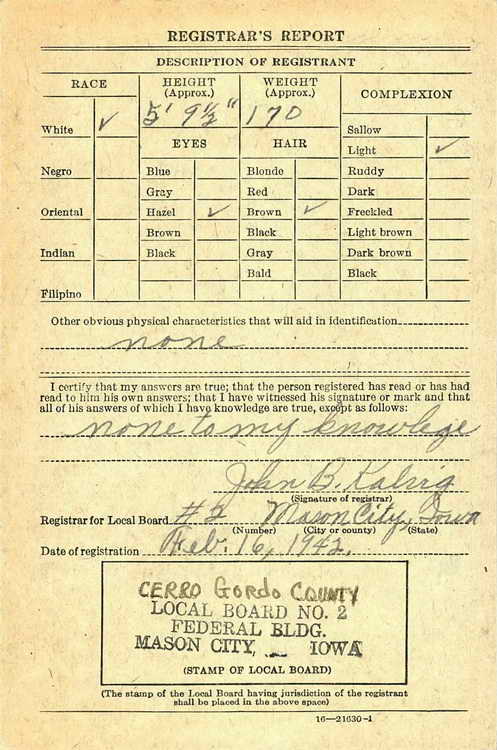 REGISTRAR'S REPORT
DESCRIPTION OF REGISTRANT
RACE
HEIGHT (Approx.)
WEIGHT (Approx.)
COMPLEXION
5' 9½"
170
White ✓
Sallow
EYES
HAIR
Light ✓
Negro
Blue
Blonde
Ruddy
Gray
Red
Dark
Oriental
Hazel ✓
Brown ✓
Freckled
Brown
Black
Light brown
Indian
Black
Gray
Dark brown
Bald
Black
Filipino
Other obvious physical characteristics that will aid in identification
none
I certify that my answers are true; that the person registered has read or has had
read to him his own answers; that I have witnessed his signature or mark and that
all of his answers of which I have knowledge are true, except as follows:
none to my knowlege
John B.
(Signature of registrar)
Registrar for Local Board #2 Mason City, Iowa
(Number) (City or county) (State)
Date of registration Feb. 16, 1942.
CERRO GORDO COUNTY
LOCAL BOARD NO. 2
FEDERAL BLDG.
MASON CITY, IOWA
(STAMP OF LOCAL BOARD)
(The stamp of the Local Board having jurisdiction of the registrant
shall be placed in the above space)
16—21630-1